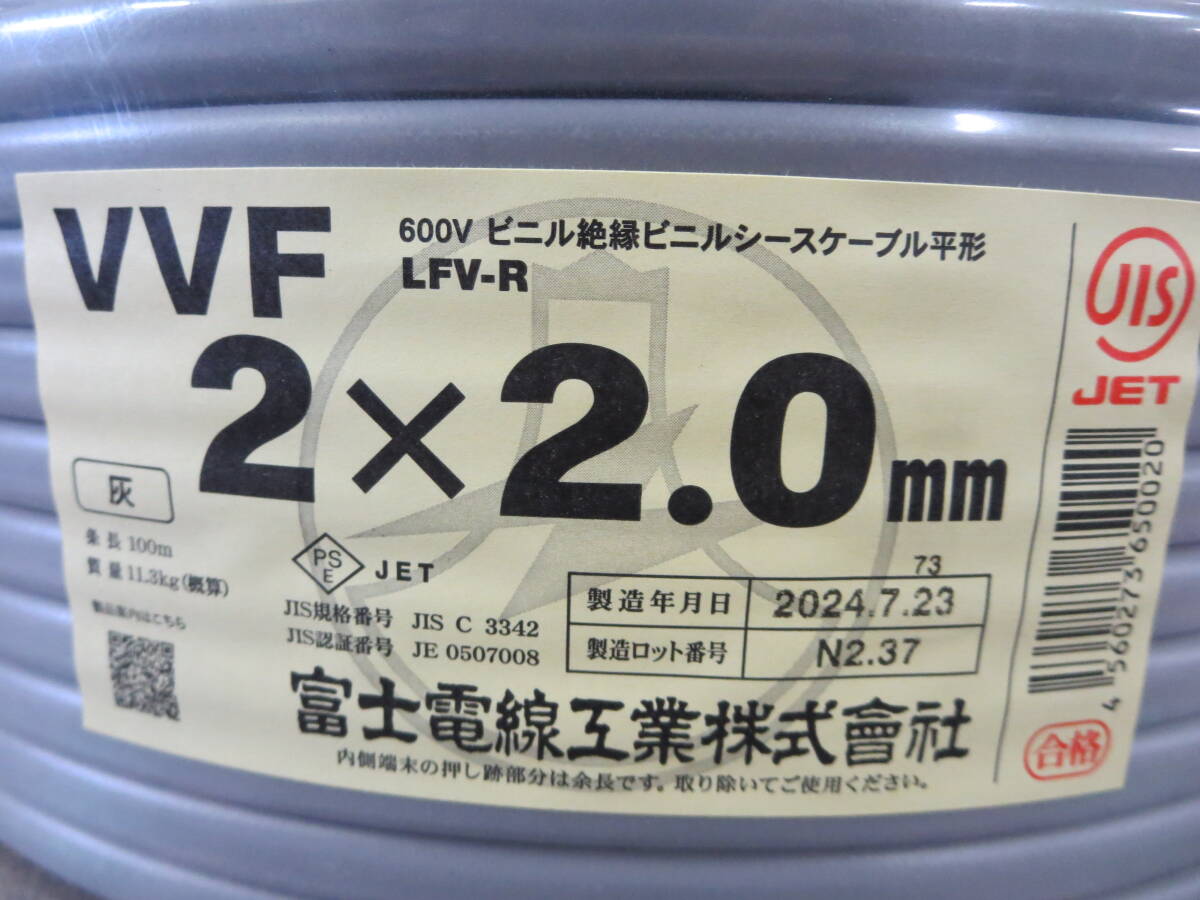 VVF
600V ビニル絶縁ビニルシースケーブル平形
LFV-R
2×2.0mm
灰
条長 100m
質量 11.3kg(概算)
製品案内はこちら
PS
E
JET
JIS規格番号 JIS C 3342
JIS認証番号 JE 0507008
73
製造年月日 2024.7.23
製造ロット番号 N2.37
富士電線工業株式會社
内側端末の押し跡部分は余長です。取り除いてご使用ください。
JIS
JET
4560273650020
合格